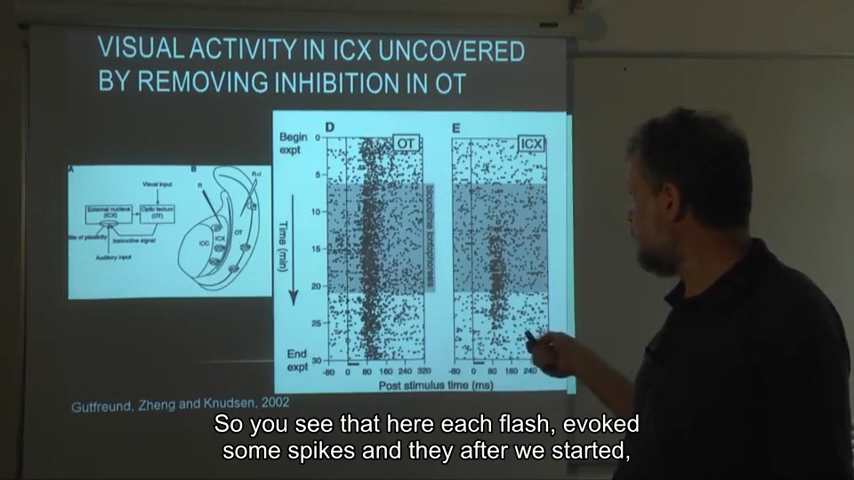 VISUAL ACTIVITY IN ICX UNCOVERED
BY REMOVING INHIBITION IN OT
D
E
Begin
expt
OT
ICX
0
5
10
15
20
25
30
Time (min)
End
expt
-80 0 80 160 240 320
-80 0 80 160 240
Post stimulus time (ms)
A
B
Visual input
External nucleus
(ICX)
Optic tectum
(OT)
Instructive signal
Auditory input
ICC
ICX
OT
Gutfreund, Zheng and Knudsen, 2002
So you see that here each flash, evoked
some spikes and they after we started,